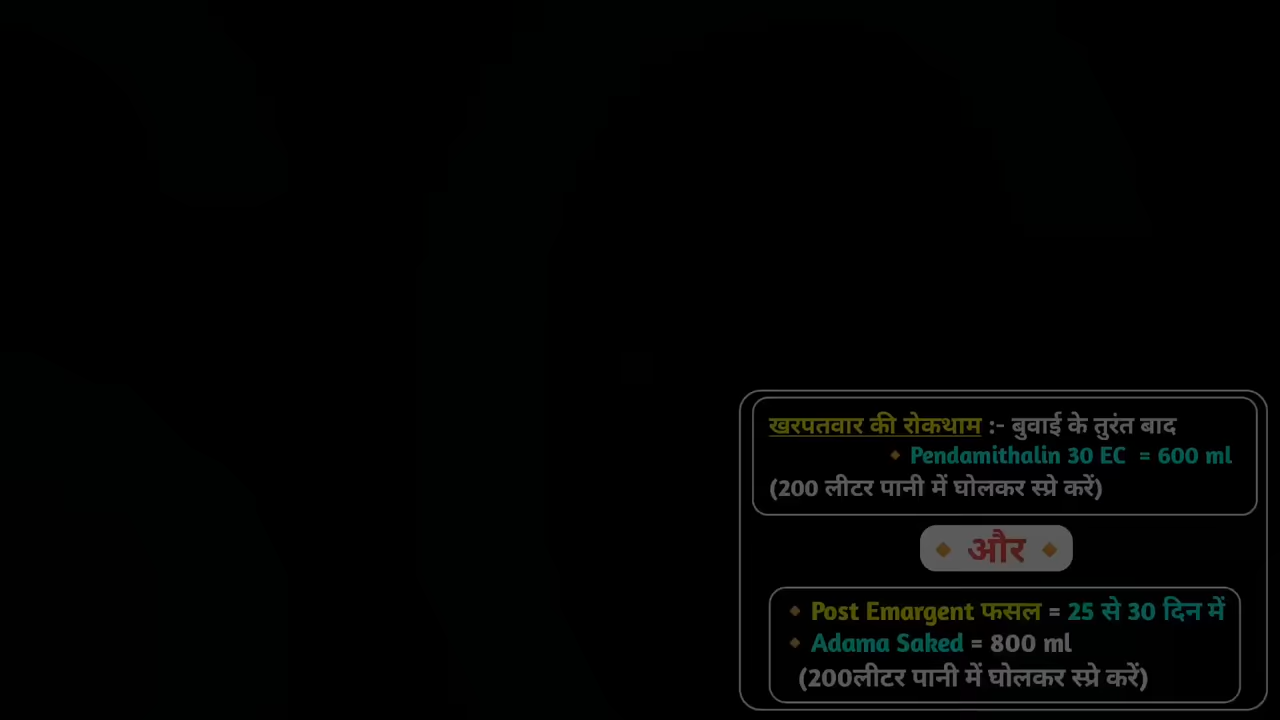 खरपतवार की रोकथाम :- बुवाई के तुरंत बाद
🔸Pendamithalin 30 EC = 600 ml
(200 लीटर पानी में घोलकर स्प्रे करें)
🔸 और 🔸
🔸Post Emargent फसल = 25 से 30 दिन में
🔸Adama Saked = 800 ml
(200लीटर पानी में घोलकर स्प्रे करें)